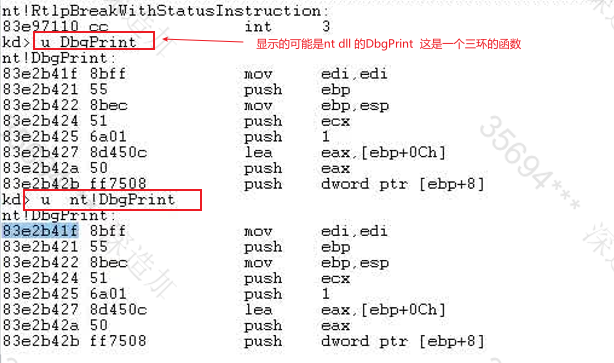 nt!RtlpBreakWithStatusInstruction:
83e97110 cc int 3
kd> u DbgPrint 显示的可能是nt dll 的DbgPrint 这是一个三环的函数
nt!DbgPrint:
83e2b41f 8bff mov edi,edi
83e2b421 55 push ebp
83e2b422 8bec mov ebp,esp
83e2b424 51 push ecx
83e2b425 6a01 push 1
83e2b427 8d450c lea eax,[ebp+0Ch]
83e2b42a 50 push eax
83e2b42b ff7508 push dword ptr [ebp+8]
kd> u nt!DbgPrint
nt!DbgPrint:
83e2b41f 8bff mov edi,edi
83e2b421 55 push ebp
83e2b422 8bec mov ebp,esp
83e2b424 51 push ecx
83e2b425 6a01 push 1
83e2b427 8d450c lea eax,[ebp+0Ch]
83e2b42a 50 push eax
83e2b42b ff7508 push dword ptr [ebp+8]
35694***